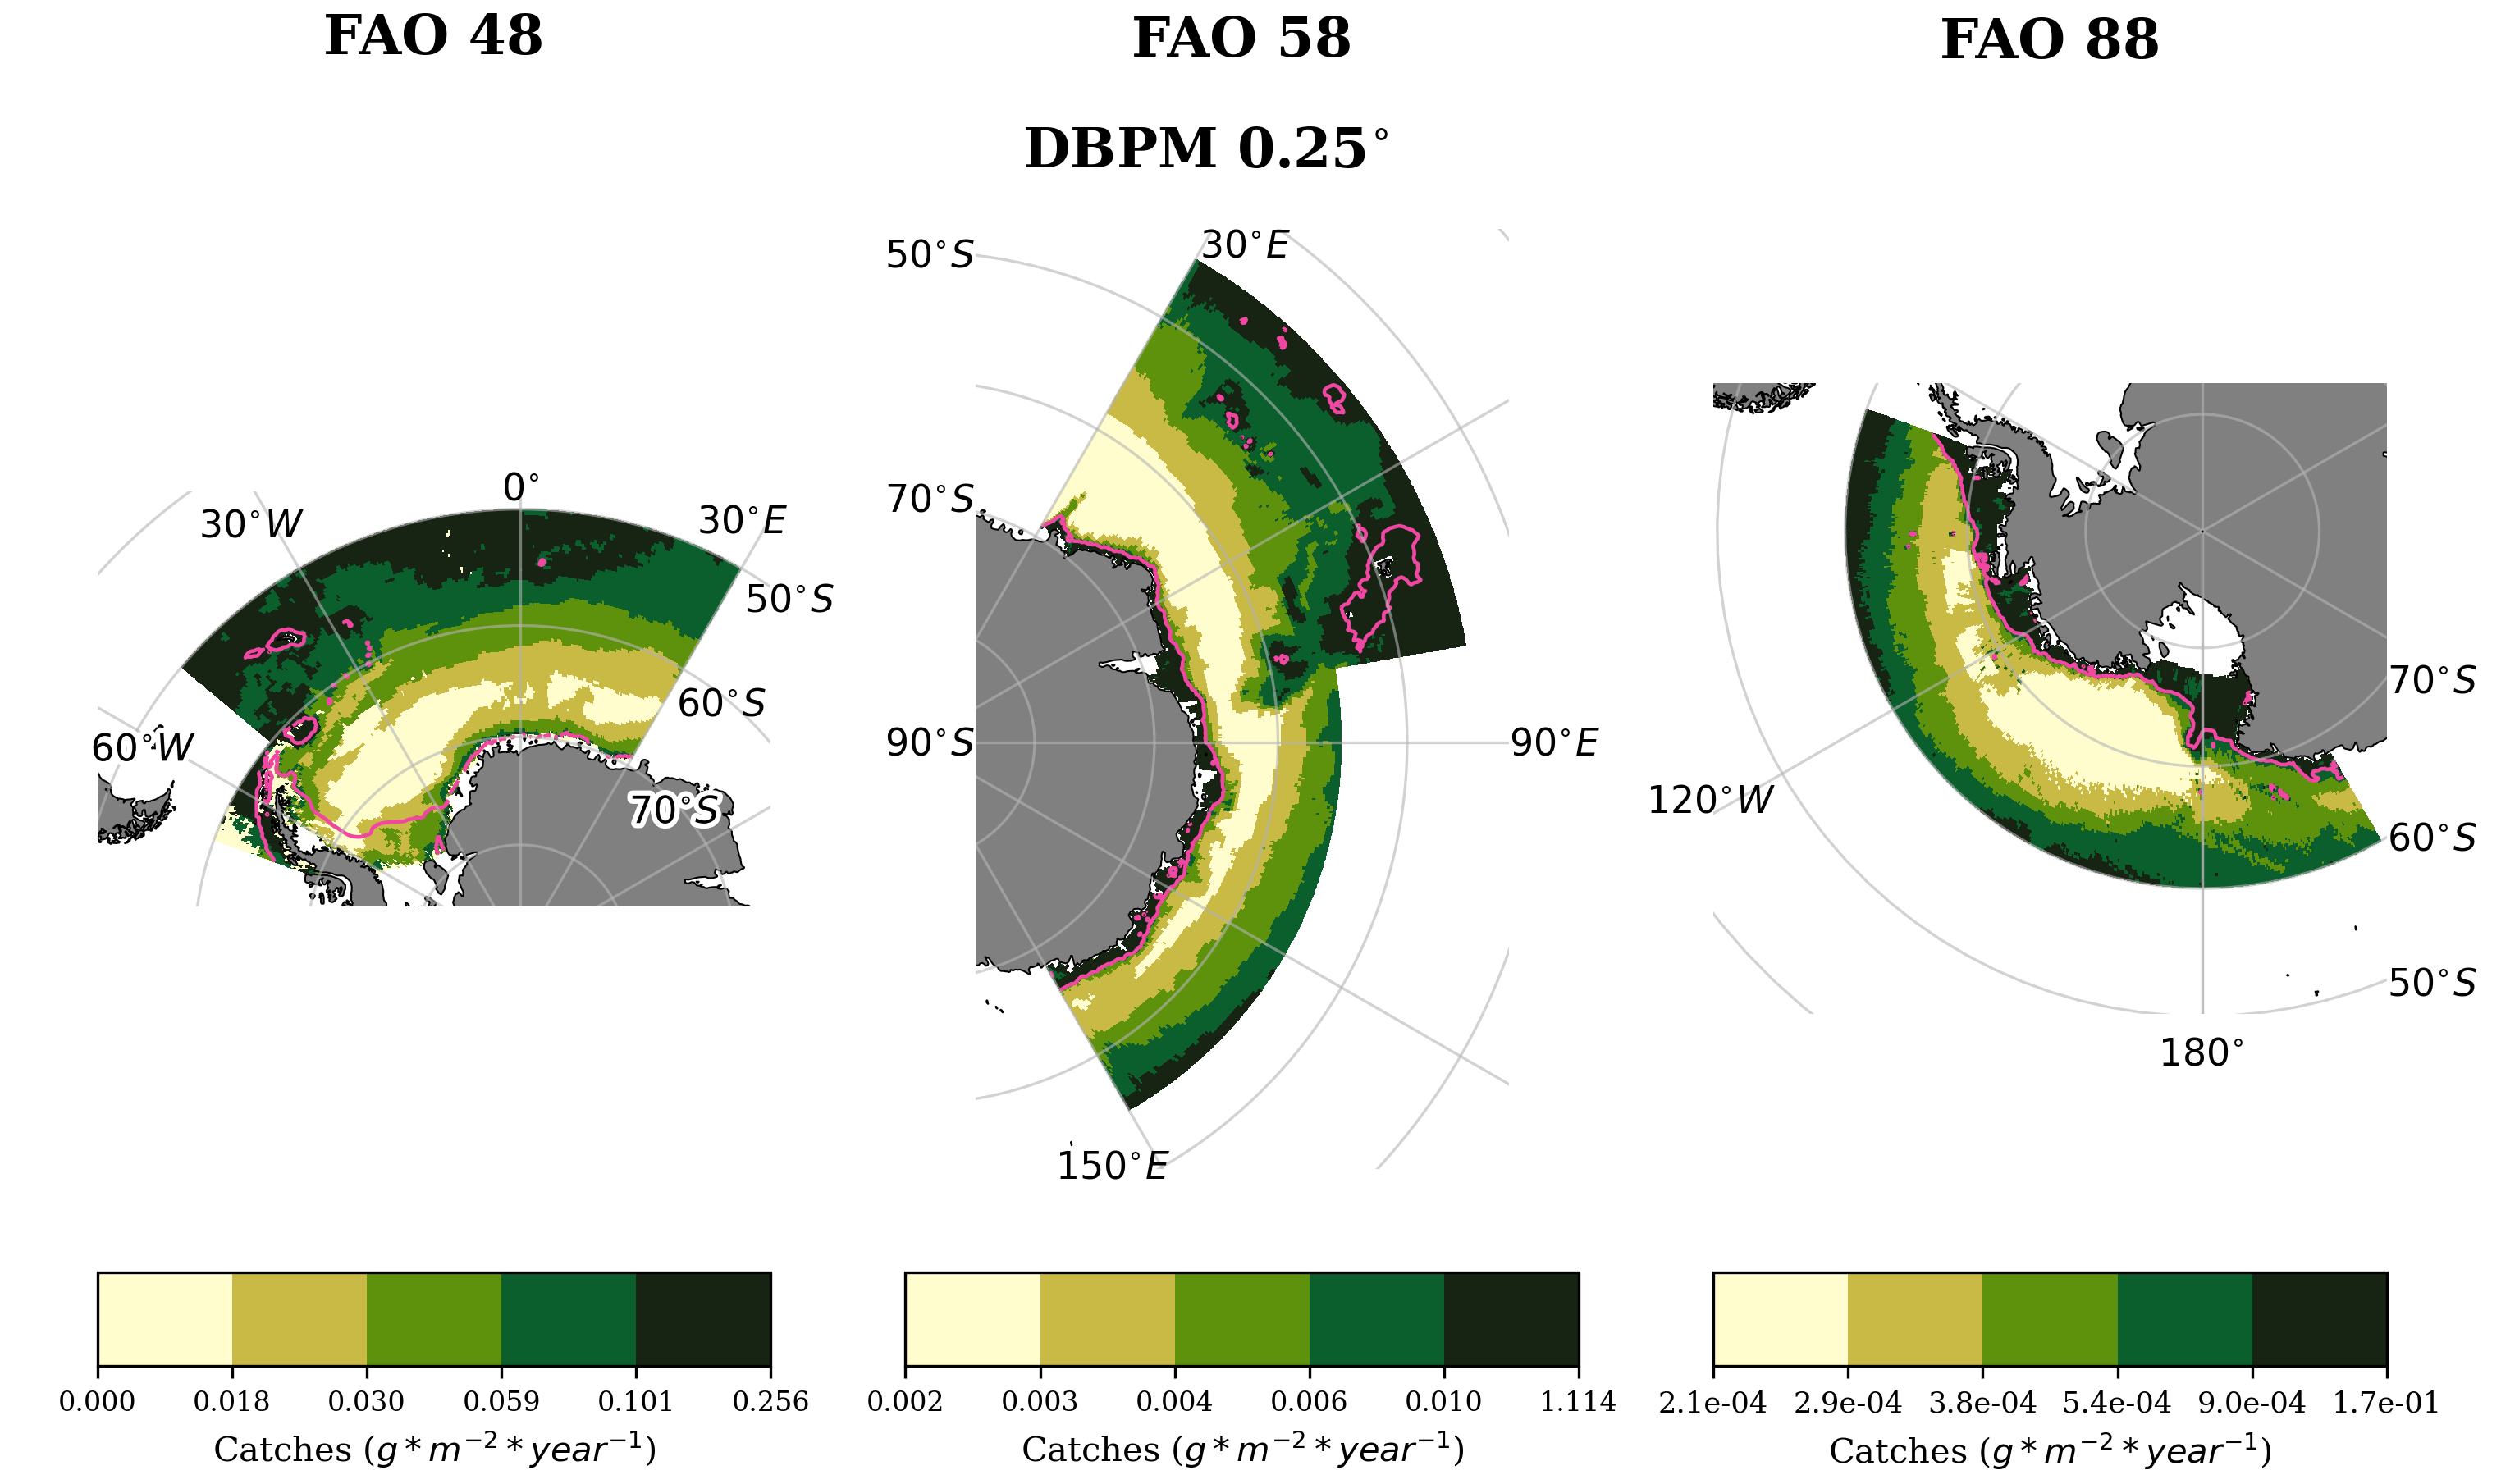 FAO 48
FAO 58
FAO 88
DBPM 0.25°
0°
30°W
30°E
50°S
60°S
60°W
70°S
50°S
30°E
70°S
90°S
90°E
150°E
70°S
120°W
60°S
50°S
180°
0.000 0.018 0.030 0.059 0.101 0.256
Catches (g * m⁻² * year⁻¹)
0.002 0.003 0.004 0.006 0.010 1.114
Catches (g * m⁻² * year⁻¹)
2.1e-04 2.9e-04 3.8e-04 5.4e-04 9.0e-04 1.7e-01
Catches (g * m⁻² * year⁻¹)